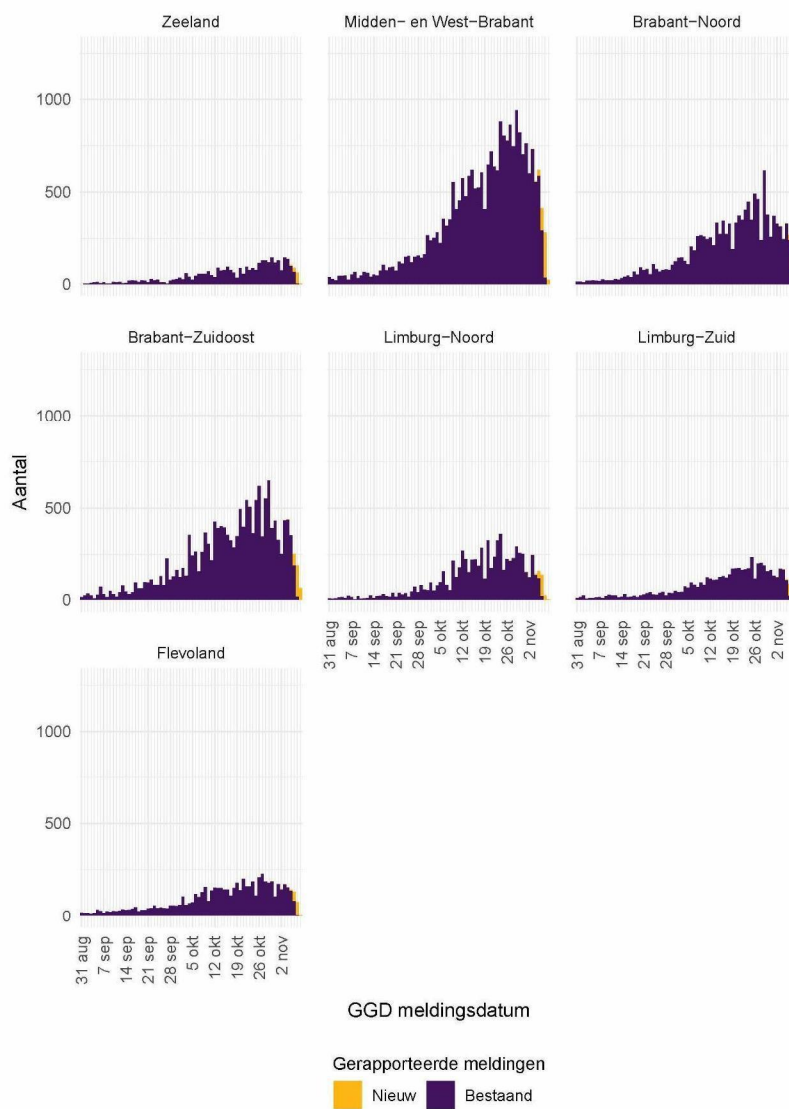 Zeeland
Midden- en West-Brabant
Brabant-Noord
1000
500
0
Brabant-Zuidoost
Limburg-Noord
Limburg-Zuid
1000
500
0
Aantal
31 aug
7 sep
14 sep
21 sep
28 sep
5 okt
12 okt
19 okt
26 okt
2 nov
31 aug
7 sep
14 sep
21 sep
28 sep
5 okt
12 okt
19 okt
26 okt
2 nov
Flevoland
1000
500
0
31 aug
7 sep
14 sep
21 sep
28 sep
5 okt
12 okt
19 okt
26 okt
2 nov
GGD meldingsdatum
Gerapporteerde meldingen
Nieuw
Bestaand